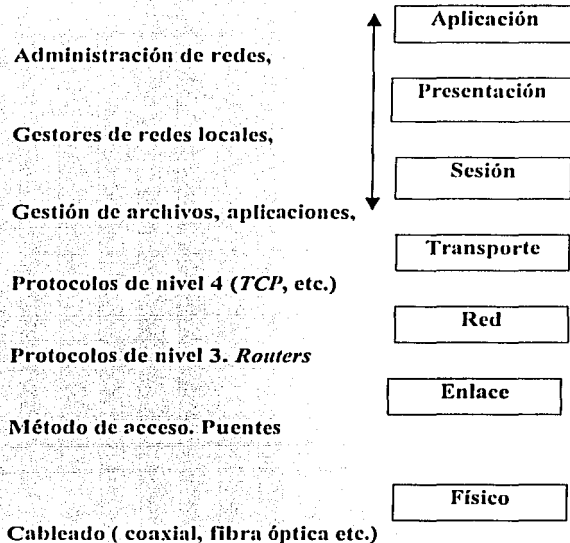 Aplicación
Administración de redes,
Presentación
Gestores de redes locales,
Sesión
Gestión de archivos, aplicaciones,
Transporte
Protocolos de nivel 4 (TCP, etc.)
Red
Protocolos de nivel 3. Routers
Enlace
Método de acceso. Puentes
Físico
Cableado ( coaxial, fibra óptica etc.)